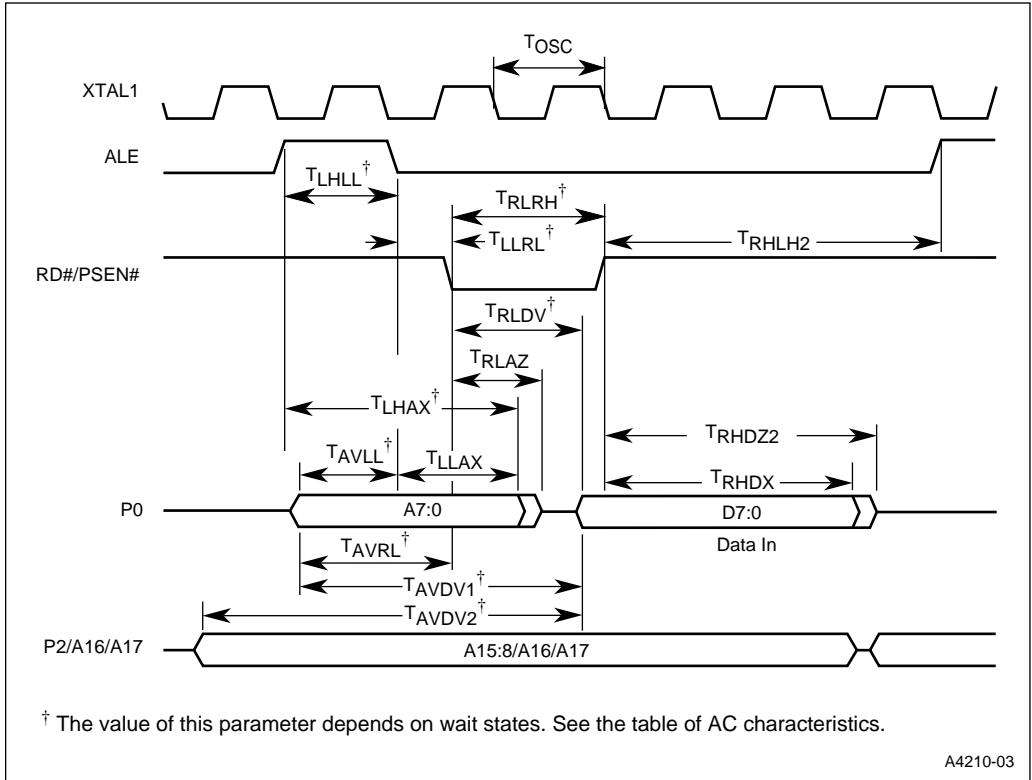 TOSC
XTAL1
ALE
TLHLL†
TRLRH†
TLLRL†
TRHLH2
RD#/PSEN#
TRLDV†
TRLAZ
TLHAX†
TRHDZ2
TAVLL†
TLLAX
TRHDX
P0
A7:0
D7:0
Data In
TAVRL†
TAVDV1†
TAVDV2†
P2/A16/A17
A15:8/A16/A17
† The value of this parameter depends on wait states. See the table of AC characteristics.
A4210-03